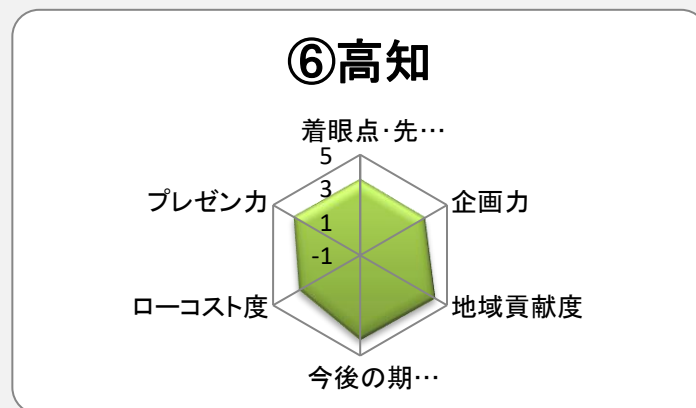 ⑥高知
着眼点・先…
5
3
1
-1
プレゼン力
企画力
ローコスト度
地域貢献度
今後の期…